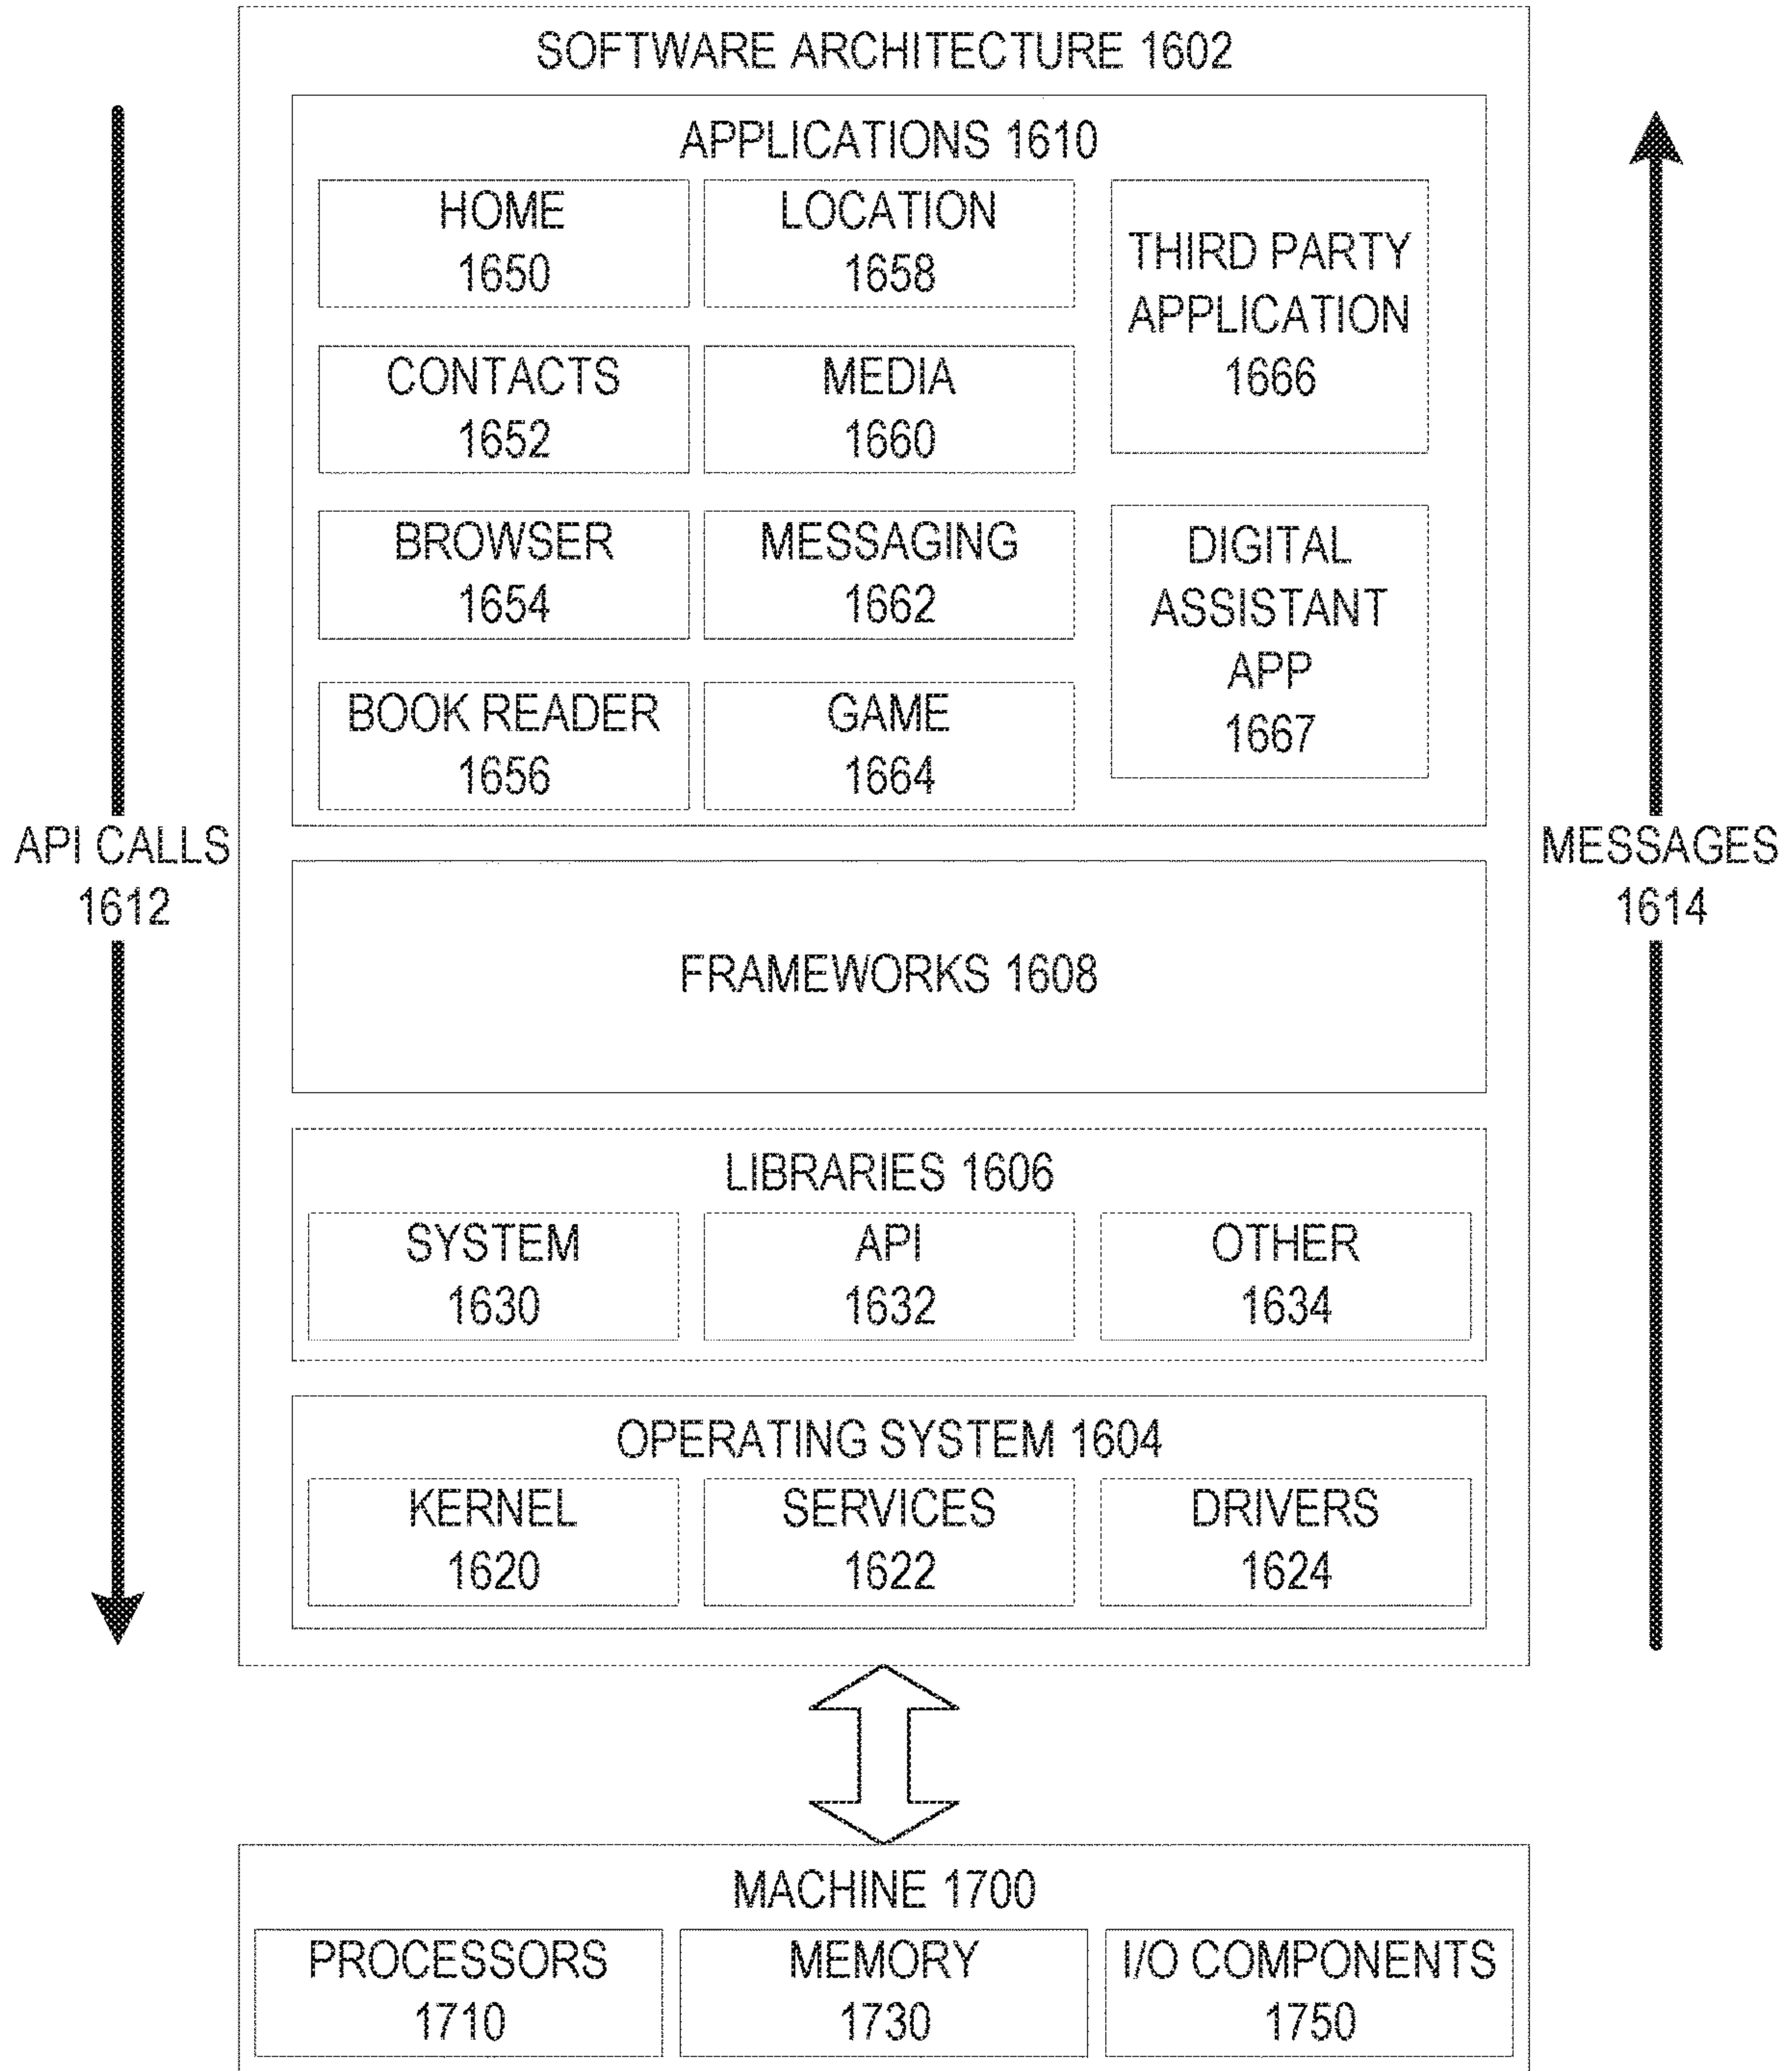 SOFTWARE ARCHITECTURE 1602
APPLICATIONS 1610
HOME
1650
LOCATION
1658
THIRD PARTY
APPLICATION
1666
CONTACTS
1652
MEDIA
1660
BROWSER
1654
MESSAGING
1662
DIGITAL
ASSISTANT
APP
1667
BOOK READER
1656
GAME
1664
API CALLS
1612
MESSAGES
1614
FRAMEWORKS 1608
LIBRARIES 1606
SYSTEM
1630
API
1632
OTHER
1634
OPERATING SYSTEM 1604
KERNEL
1620
SERVICES
1622
DRIVERS
1624
MACHINE 1700
PROCESSORS
1710
MEMORY
1730
I/O COMPONENTS
1750